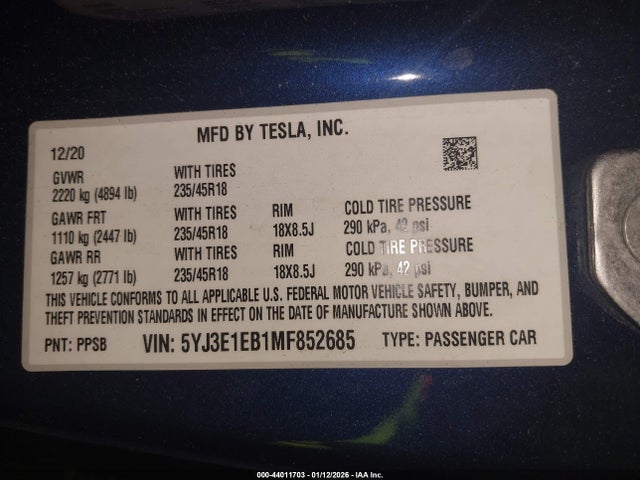 MFD BY TESLA, INC.
12/20
GVWR WITH TIRES
2220 kg (4894 lb) 235/45R18
GAWR FRT WITH TIRES RIM COLD TIRE PRESSURE
1110 kg (2447 lb) 235/45R18 18X8.5J 290 kPa, 42 psi
GAWR RR WITH TIRES RIM COLD TIRE PRESSURE
1257 kg (2771 lb) 235/45R18 18X8.5J 290 kPa, 42 psi
THIS VEHICLE CONFORMS TO ALL APPLICABLE U.S. FEDERAL MOTOR VEHICLE SAFETY, BUMPER, AND
THEFT PREVENTION STANDARDS IN EFFECT ON THE DATE OF MANUFACTURE SHOWN ABOVE.
PNT: PPSB VIN: 5YJ3E1EB1MF852685 TYPE: PASSENGER CAR
000-44011703 - 01/12/2026 - IAA Inc.